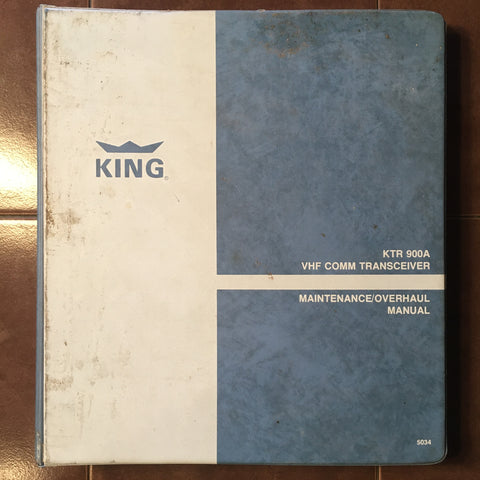 KING®
KTR 900A
VHF COMM TRANSCEIVER
MAINTENANCE/OVERHAUL
MANUAL
5034